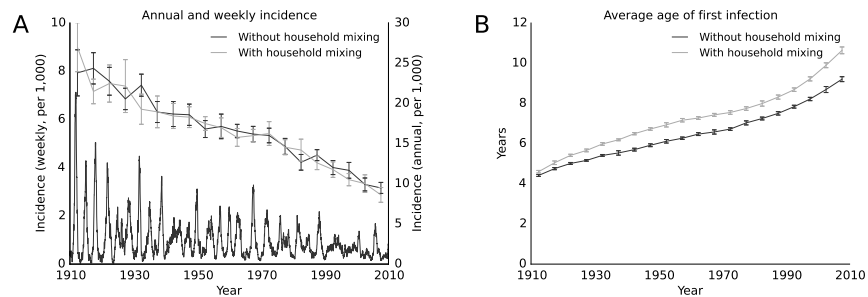 A
Annual and weekly incidence
10
8
6
4
2
0
30
25
20
15
10
5
0
Without household mixing
With household mixing
Incidence (weekly, per 1,000)
Incidence (annual, per 1,000)
1910 1930 1950 1970 1990 2010
Year
B
Average age of first infection
12
10
8
6
4
2
0
Without household mixing
With household mixing
Years
1910 1930 1950 1970 1990 2010
Year